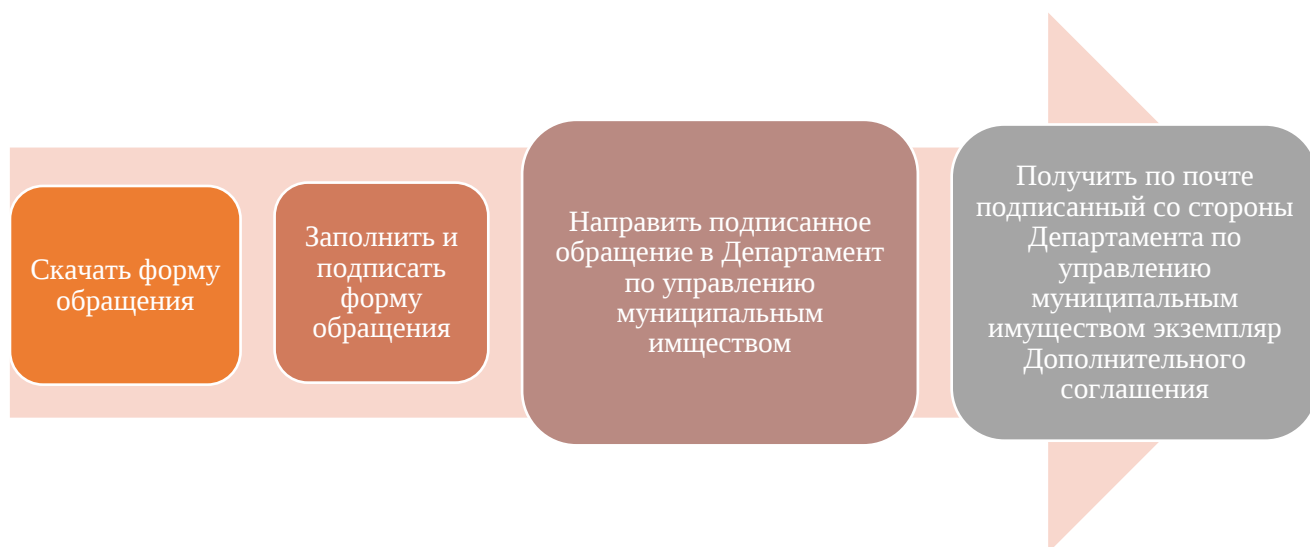 Скачать форму
обращения
Заполнить и
подписать
форму
обращения
Направить подписанное
обращение в Департамент
по управлению
муниципальным
имществом
Получить по почте
подписанный со стороны
Департамента по
управлению
муниципальным
имуществом экземпляр
Дополнительного
соглашения